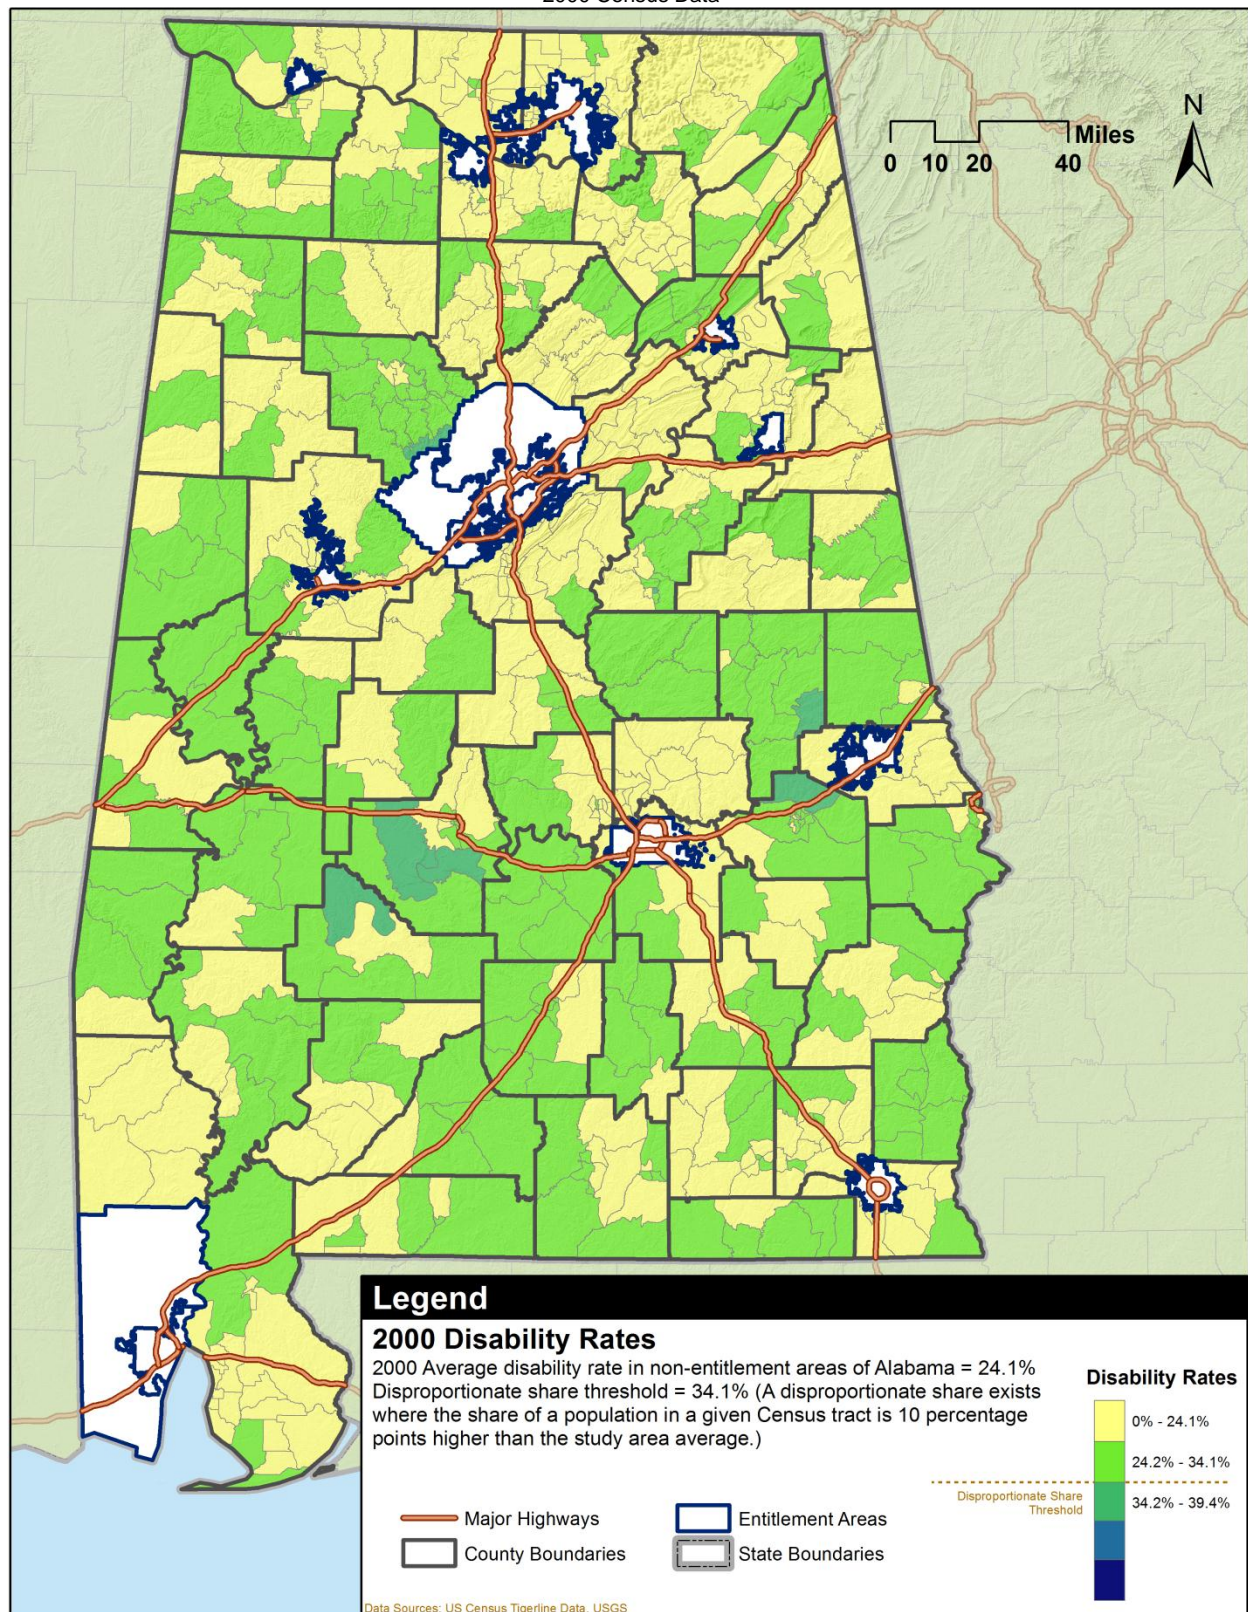 2000 Census Data
N
Miles
0 10 20 40
Legend
2000 Disability Rates
2000 Average disability rate in non-entitlement areas of Alabama = 24.1%
Disproportionate share threshold = 34.1% (A disproportionate share exists
where the share of a population in a given Census tract is 10 percentage
points higher than the study area average.)
Disability Rates
0% - 24.1%
24.2% - 34.1%
Disproportionate Share
Threshold
34.2% - 39.4%
Major Highways
Entitlement Areas
County Boundaries
State Boundaries
Data Sources: US Census Tigerline Data, USGS